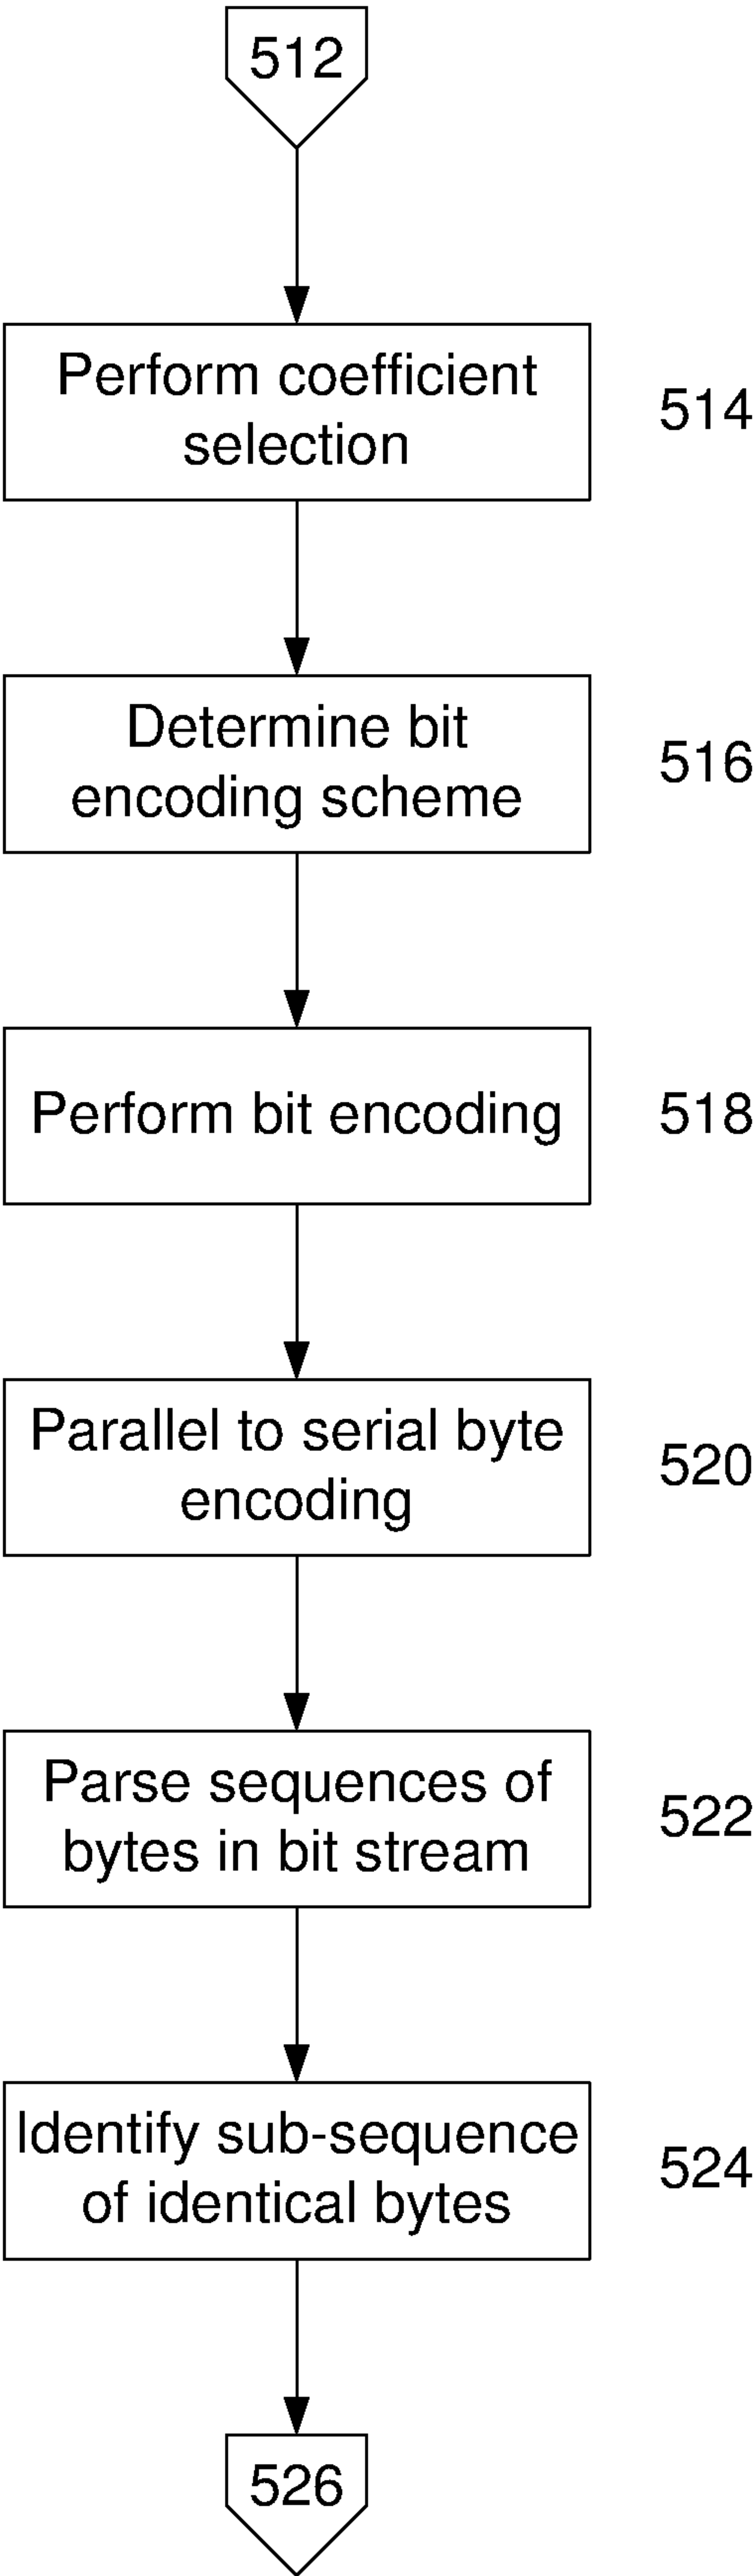 512
Perform coefficient
selection
514
Determine bit
encoding scheme
516
Perform bit encoding
518
Parallel to serial byte
encoding
520
Parse sequences of
bytes in bit stream
522
Identify sub-sequence
of identical bytes
524
526